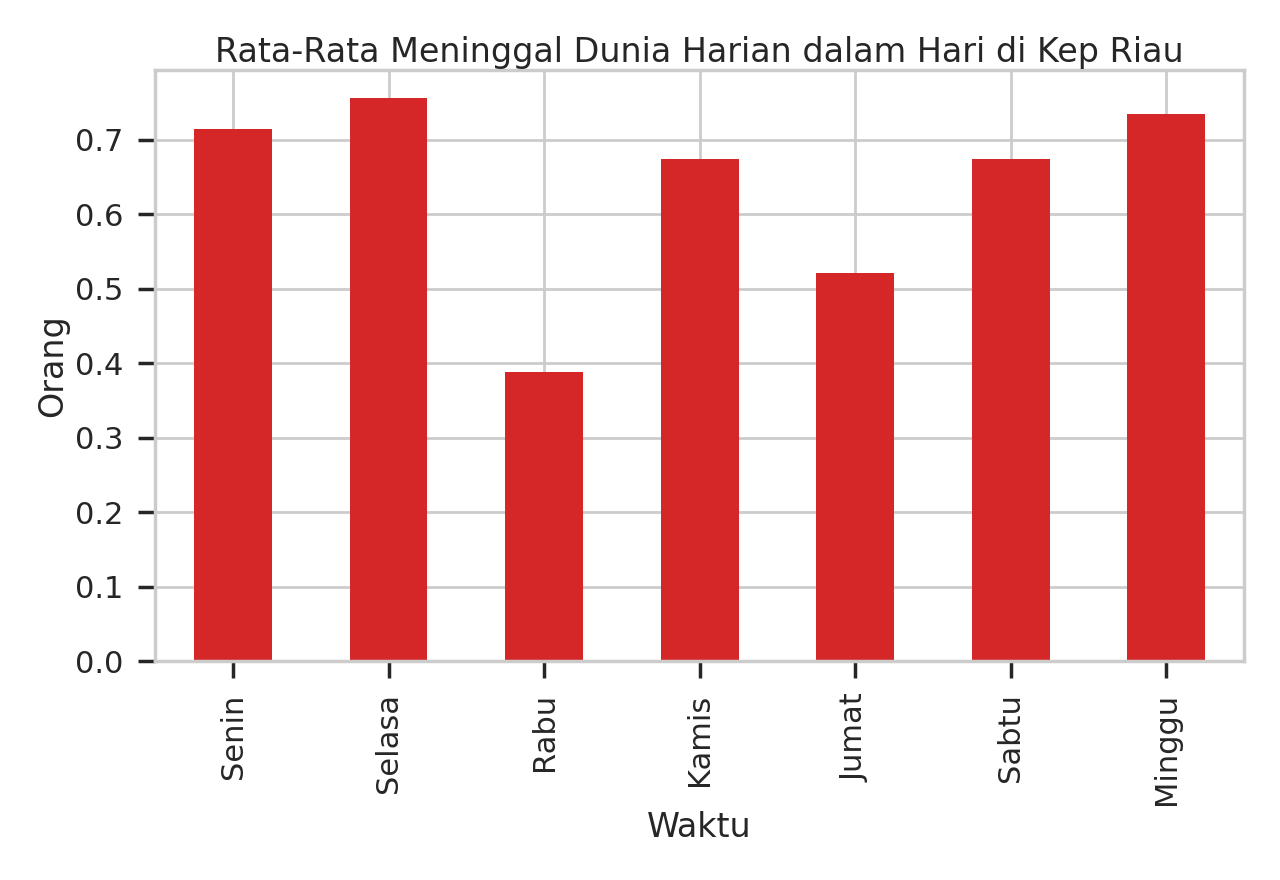 Rata-Rata Meninggal Dunia Harian dalam Hari di Kep Riau
0.7
0.6
0.5
0.4
0.3
0.2
0.1
0.0
Orang
Senin
Selasa
Rabu
Kamis
Jumat
Sabtu
Minggu
Waktu